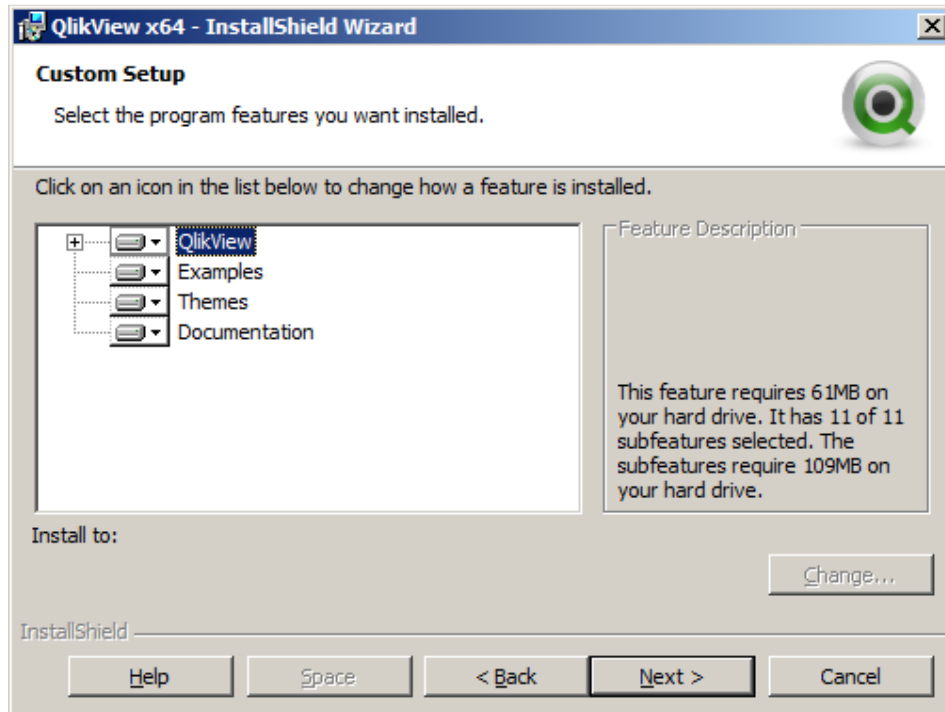 QlikView x64 - InstallShield Wizard
Custom Setup
Select the program features you want installed.
Click on an icon in the list below to change how a feature is installed.
QlikView
Examples
Themes
Documentation
Feature Description
This feature requires 61MB on
your hard drive. It has 11 of 11
subfeatures selected. The
subfeatures require 109MB on
your hard drive.
Install to:
Change...
InstallShield
Help
Space
< Back
Next >
Cancel